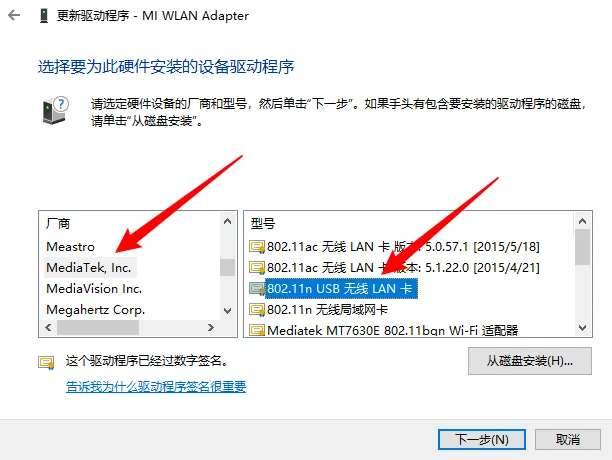 更新驱动程序 - MI WLAN Adapter
选择要为此硬件安装的设备驱动程序
请选定硬件设备的厂商和型号，然后单击“下一步”。如果手头有包含要安装的驱动程序的磁盘，
请单击“从磁盘安装”。
厂商
Meastro
MediaTek, Inc.
MediaVision Inc.
Megahertz Corp.
型号
802.11ac 无线 LAN 卡 版本: 5.0.57.1 [2015/5/18]
802.11ac 无线 LAN 卡 版本: 5.1.22.0 [2015/4/21]
802.11n USB 无线 LAN 卡
802.11n 无线局域网卡
Mediatek MT7630E 802.11bgn Wi-Fi 适配器
这个驱动程序已经过数字签名。
告诉我为什么驱动程序签名很重要
从磁盘安装(H)...
下一步(N)
取消